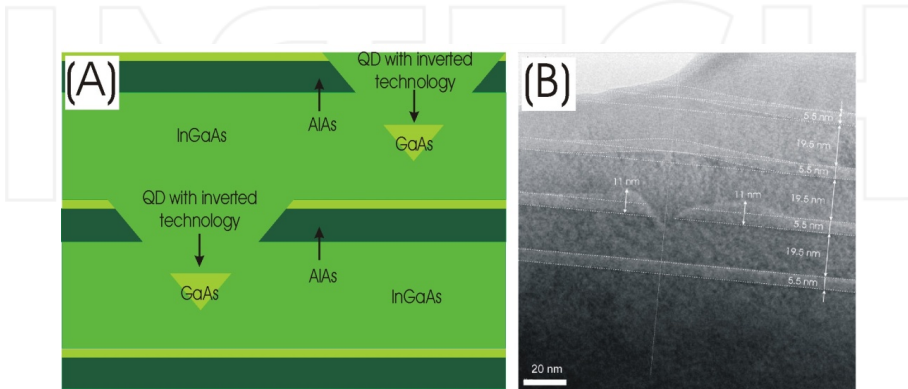 INTECH
(A)
QD with inverted
technology
AlAs
InGaAs
GaAs
QD with inverted
technology
AlAs
GaAs
InGaAs
(B)
5.5 nm
19.5 nm
5.5 nm
11 nm
11 nm
19.5 nm
5.5 nm
19.5 nm
5.5 nm
20 nm